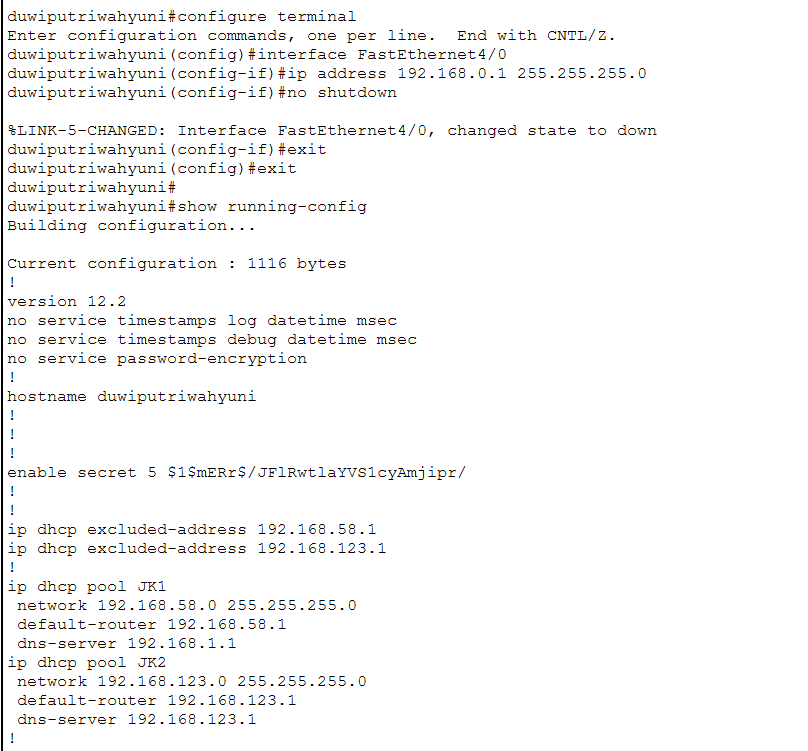 duwiputriwahyuni#configure terminal
Enter configuration commands, one per line.  End with CNTL/Z.
duwiputriwahyuni(config)#interface FastEthernet4/0
duwiputriwahyuni(config-if)#ip address 192.168.0.1 255.255.255.0
duwiputriwahyuni(config-if)#no shutdown

%LINK-5-CHANGED: Interface FastEthernet4/0, changed state to down
duwiputriwahyuni(config-if)#exit
duwiputriwahyuni(config)#exit
duwiputriwahyuni#
duwiputriwahyuni#show running-config
Building configuration...

Current configuration : 1116 bytes
!
version 12.2
no service timestamps log datetime msec
no service timestamps debug datetime msec
no service password-encryption
!
hostname duwiputriwahyuni
!
!
!
enable secret 5 $1$mERr$/JFlRwtlaYVS1cyAmjipr/
!
!
ip dhcp excluded-address 192.168.58.1
ip dhcp excluded-address 192.168.123.1
!
ip dhcp pool JK1
 network 192.168.58.0 255.255.255.0
 default-router 192.168.58.1
 dns-server 192.168.1.1
ip dhcp pool JK2
 network 192.168.123.0 255.255.255.0
 default-router 192.168.123.1
 dns-server 192.168.123.1
!